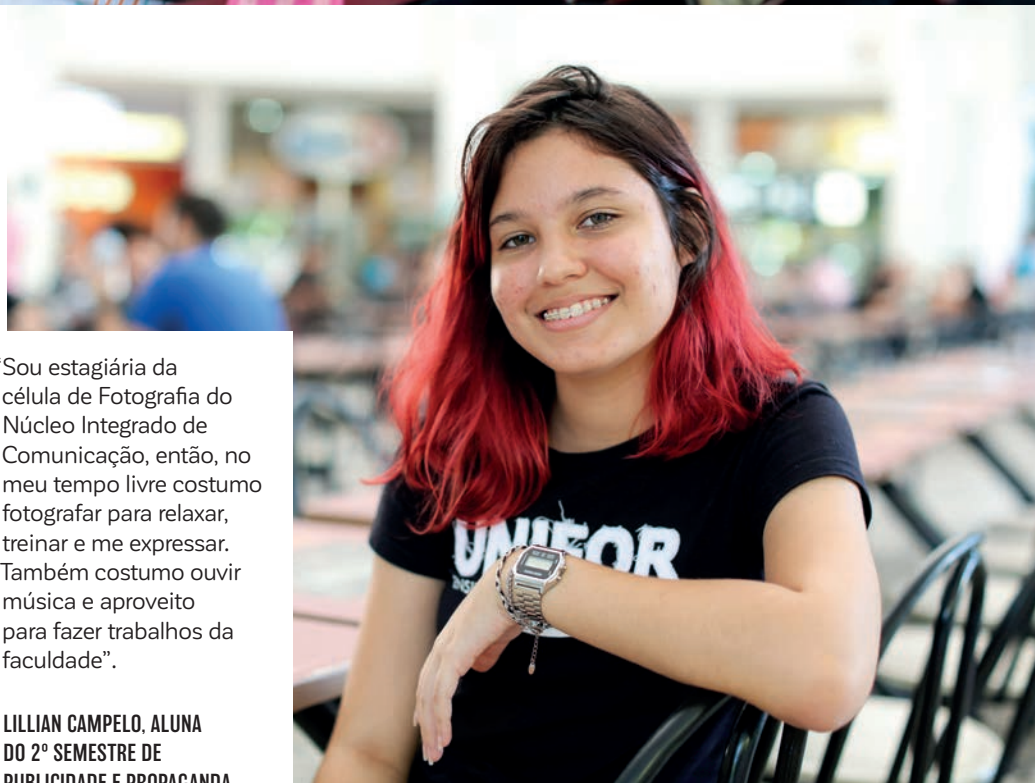 “Sou estagiária da
célula de Fotografia do
Núcleo Integrado de
Comunicação, então, no
meu tempo livre costumo
fotografar para relaxar,
treinar e me expressar.
Também costumo ouvir
música e aproveito
para fazer trabalhos da
faculdade”.
LILLIAN CAMPELO, ALUNA
DO 2º SEMESTRE DE
PUBLICIDADE E PROPAGANDA
UNIFOR